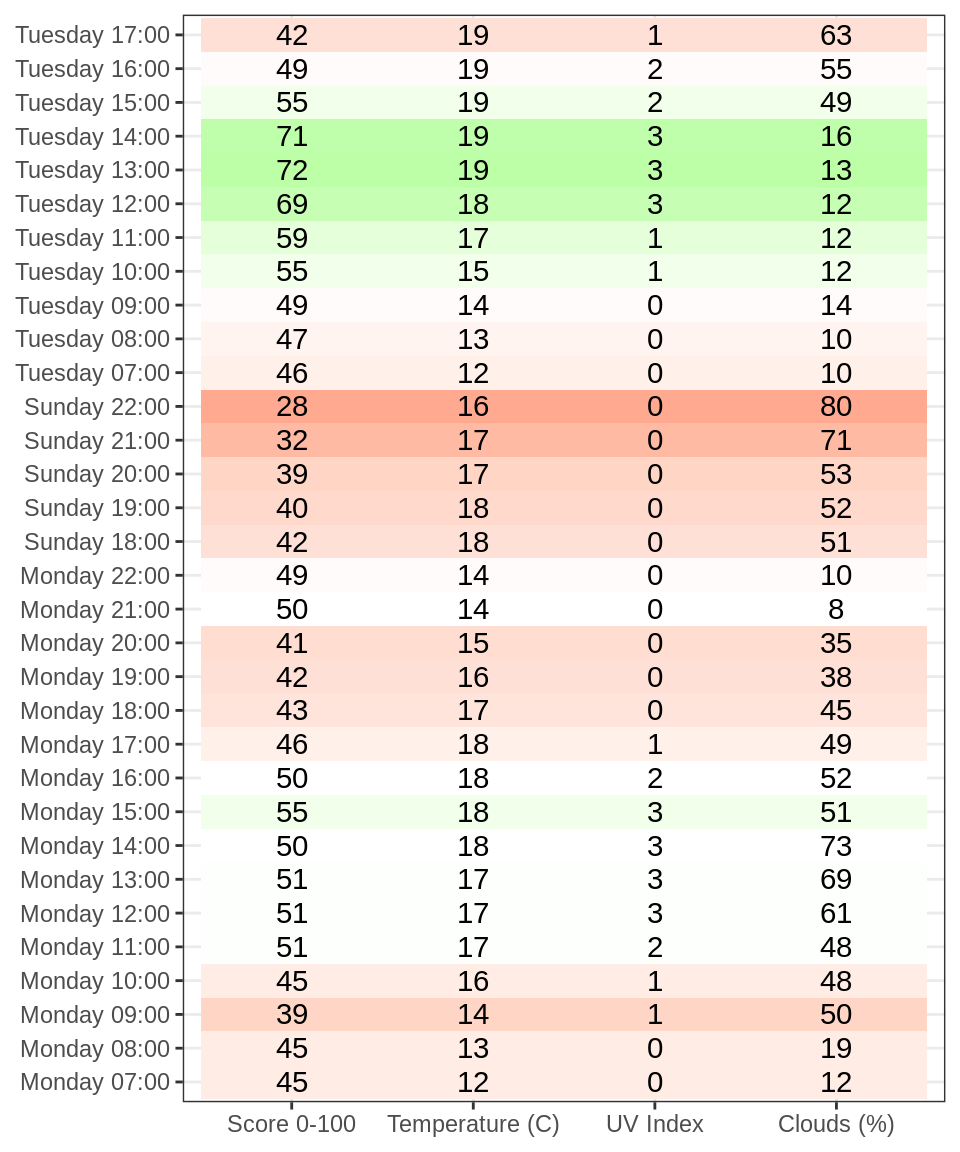 Tuesday 17:00 42 19 1 63
Tuesday 16:00 49 19 2 55
Tuesday 15:00 55 19 2 49
Tuesday 14:00 71 19 3 16
Tuesday 13:00 72 19 3 13
Tuesday 12:00 69 18 3 12
Tuesday 11:00 59 17 1 12
Tuesday 10:00 55 15 1 12
Tuesday 09:00 49 14 0 14
Tuesday 08:00 47 13 0 10
Tuesday 07:00 46 12 0 10
Sunday 22:00 28 16 0 80
Sunday 21:00 32 17 0 71
Sunday 20:00 39 17 0 53
Sunday 19:00 40 18 0 52
Sunday 18:00 42 18 0 51
Monday 22:00 49 14 0 10
Monday 21:00 50 14 0 8
Monday 20:00 41 15 0 35
Monday 19:00 42 16 0 38
Monday 18:00 43 17 0 45
Monday 17:00 46 18 1 49
Monday 16:00 50 18 2 52
Monday 15:00 55 18 3 51
Monday 14:00 50 18 3 73
Monday 13:00 51 17 3 69
Monday 12:00 51 17 3 61
Monday 11:00 51 17 2 48
Monday 10:00 45 16 1 48
Monday 09:00 39 14 1 50
Monday 08:00 45 13 0 19
Monday 07:00 45 12 0 12
Score 0-100 Temperature (C) UV Index Clouds (%)